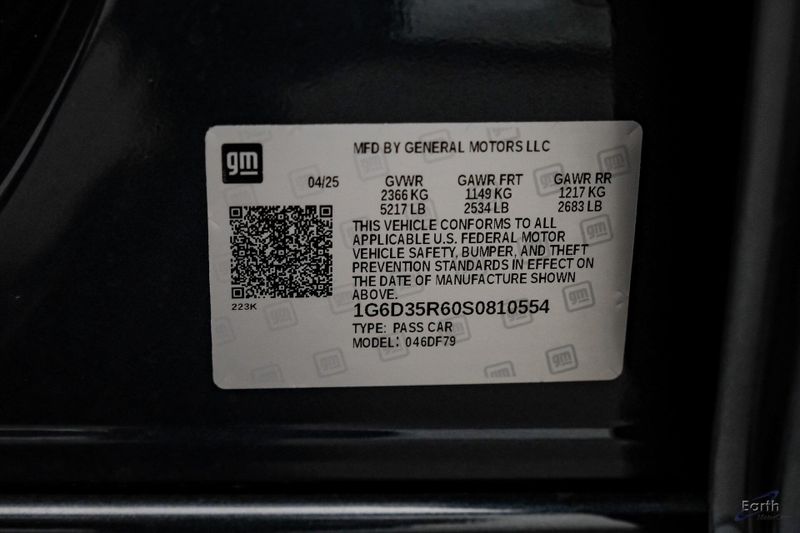 gm
MFD BY GENERAL MOTORS LLC
04/25 GVWR GAWR FRT GAWR RR
2366 KG 1149 KG 1217 KG
5217 LB 2534 LB 2683 LB
THIS VEHICLE CONFORMS TO ALL
APPLICABLE U.S. FEDERAL MOTOR
VEHICLE SAFETY, BUMPER, AND THEFT
PREVENTION STANDARDS IN EFFECT ON
THE DATE OF MANUFACTURE SHOWN
ABOVE.
223K
1G6D35R60S0810554
TYPE: PASS CAR
MODEL: 046DF79
Earth